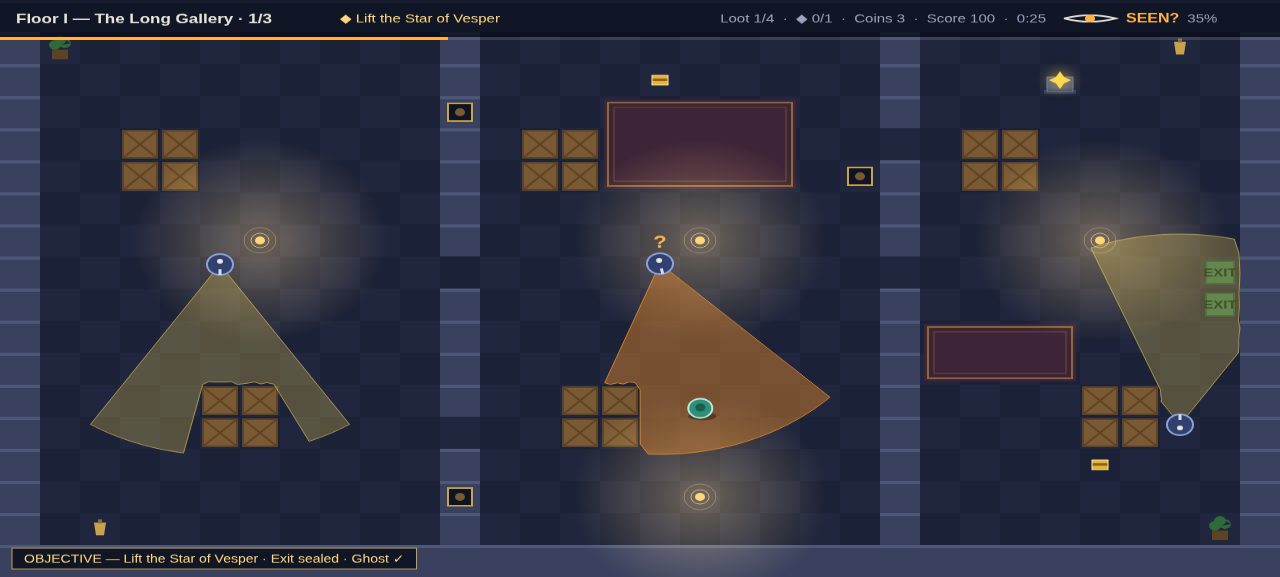 Floor I — The Long Gallery · 1/3
◆ Lift the Star of Vesper
Loot 1/4 · ◆ 0/1 · Coins 3 · Score 100 · 0:25
SEEN? 35%
?
EXIT
EXIT
OBJECTIVE — Lift the Star of Vesper · Exit sealed · Ghost ✓